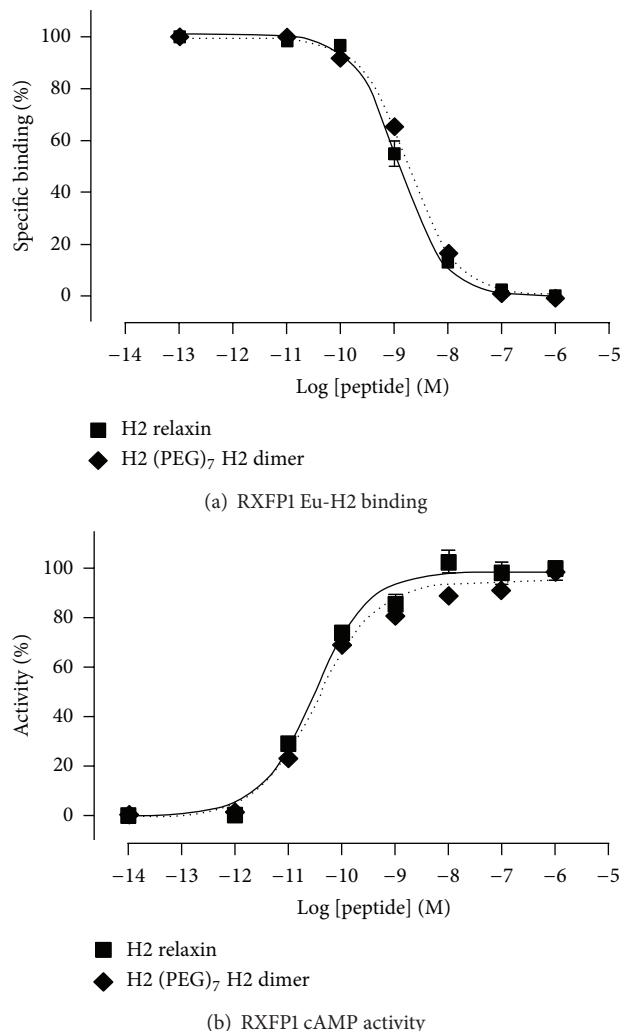 100
80
60
40
20
0
Specific binding (%)
−14 −13 −12 −11 −10 −9 −8 −7 −6 −5
Log [peptide] (M)
H2 relaxin
H2 (PEG)₇ H2 dimer
(a) RXFP1 Eu-H2 binding
100
80
60
40
20
0
Activity (%)
−14 −13 −12 −11 −10 −9 −8 −7 −6 −5
Log [peptide] (M)
H2 relaxin
H2 (PEG)₇ H2 dimer
(b) RXFP1 cAMP activity